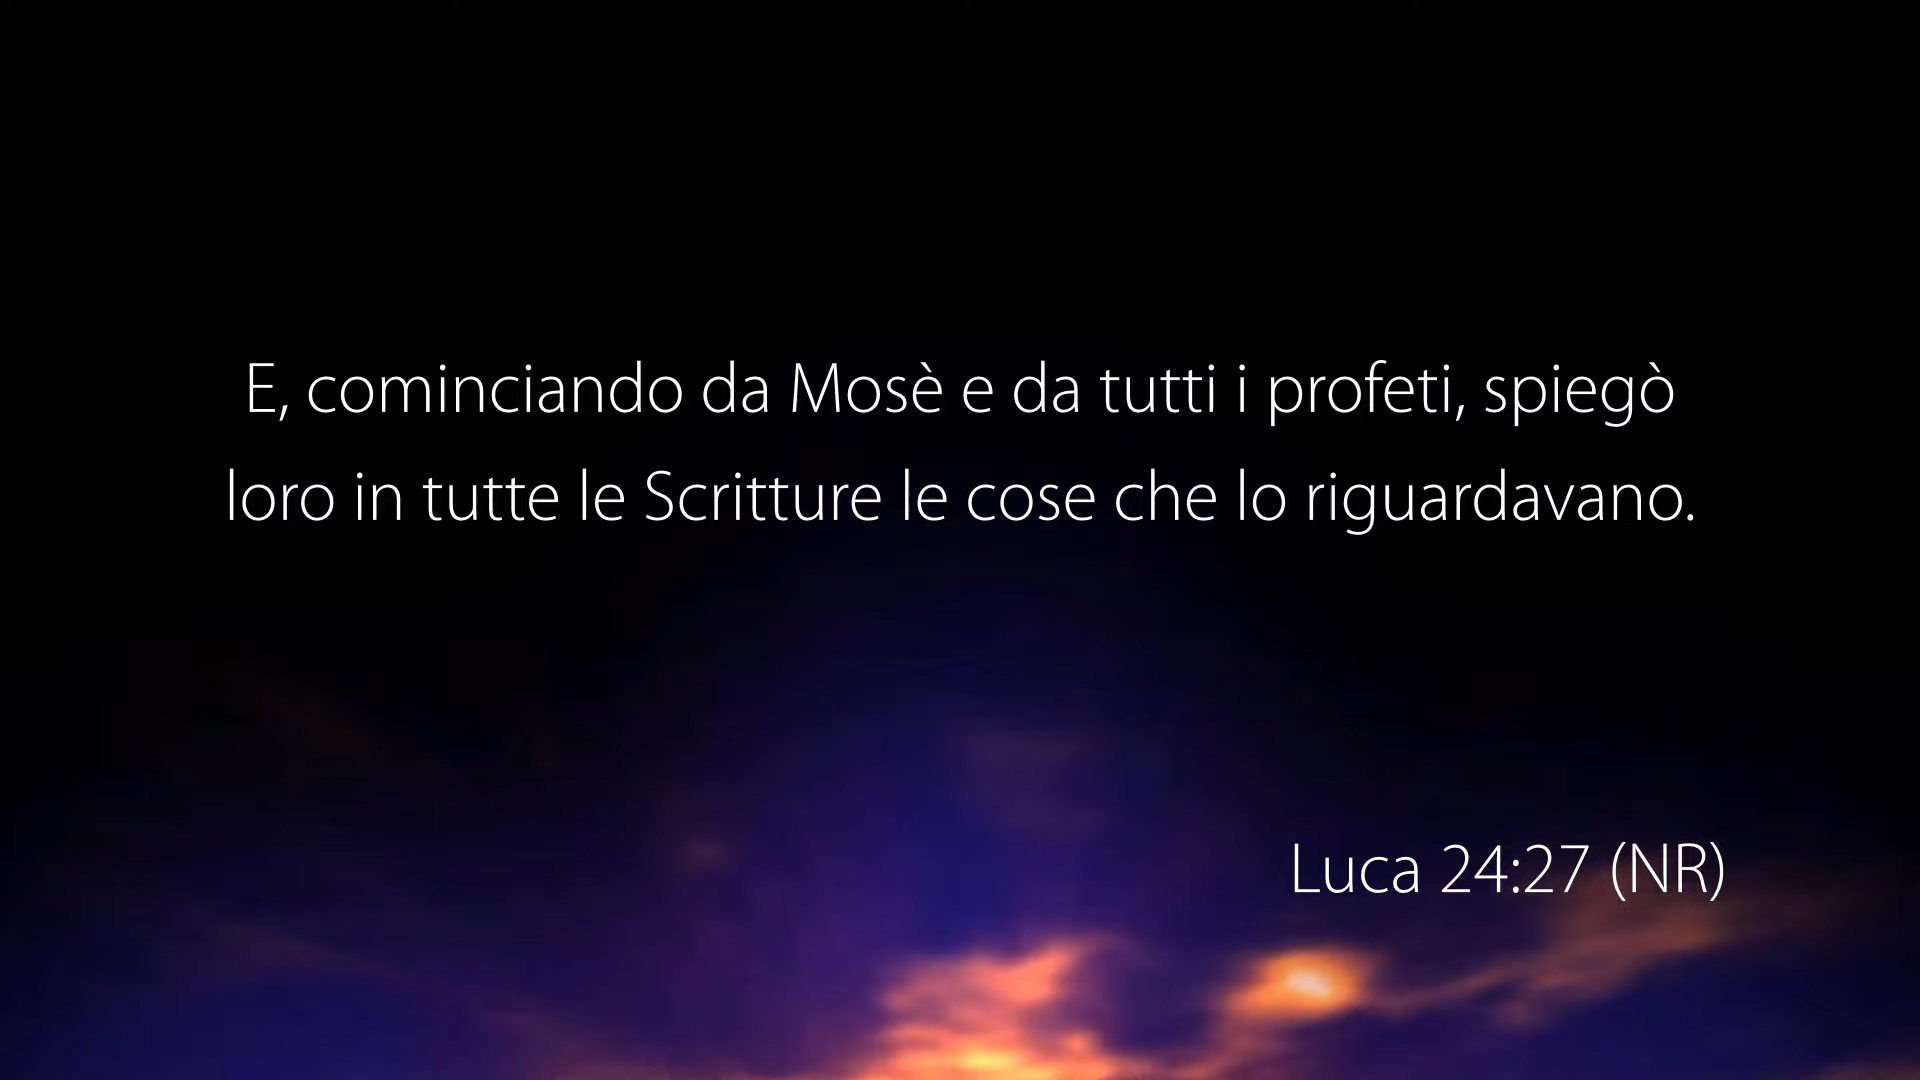 E, cominciando da Mosè e da tutti i profeti, spiegò
loro in tutte le Scritture le cose che lo riguardavano.
Luca 24:27 (NR)